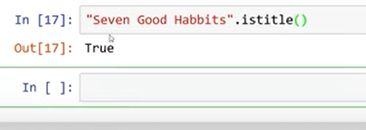 In [17]: "Seven Good Habbits".istitle()
Out[17]: True
In [ ]: